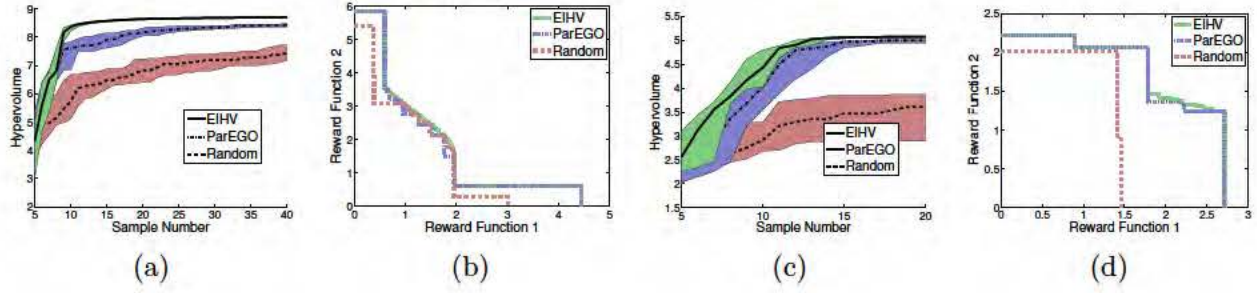 9
8
7
6
5
4
3
2
Hypervolume
EIHV
ParEGO
Random
5 10 15 20 25 30 35 40
Sample Number
(a)
6
5
4
3
2
1
0
Reward Function 2
EIHV
ParEGO
Random
0 1 2 3 4 5
Reward Function 1
(b)
5.5
5
4.5
4
3.5
3
2.5
2
1.5
Hypervolume
EIHV
ParEGO
Random
5 10 15 20
Sample Number
(c)
2.5
2
1.5
1
0.5
0
Reward Function 2
EIHV
ParEGO
Random
0 0.5 1 1.5 2 2.5 3
Reward Function 1
(d)